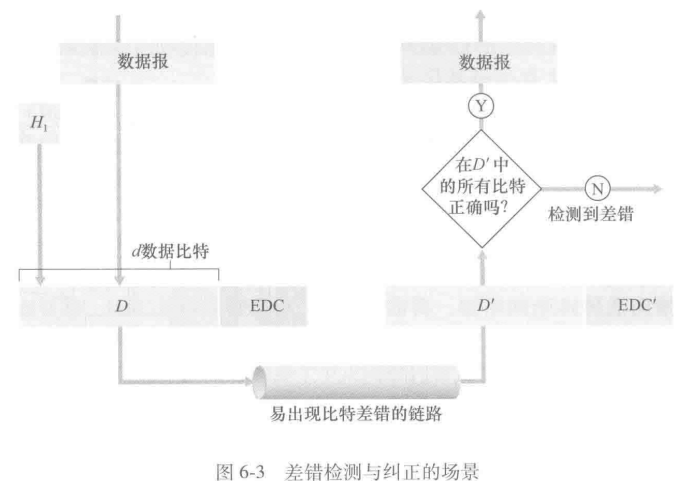 数据报
数据报
H₁
Y
在D′中
的所有比特
正确吗?
N
检测到差错
d数据比特
D
EDC
D′
EDC′
易出现比特差错的链路
图 6-3 差错检测与纠正的场景